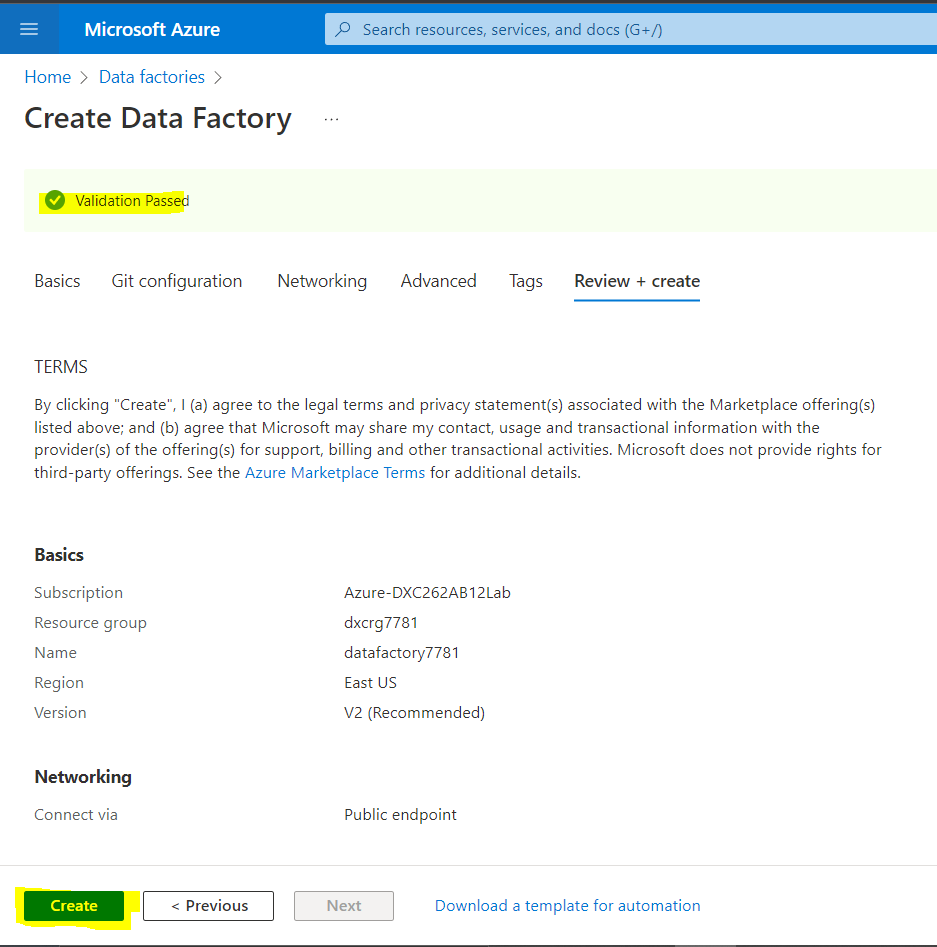 Microsoft Azure
Search resources, services, and docs (G+/)
Home > Data factories >
Create Data Factory ...
Validation Passed
Basics Git configuration Networking Advanced Tags Review + create
TERMS
By clicking "Create", I (a) agree to the legal terms and privacy statement(s) associated with the Marketplace offering(s)
listed above; and (b) agree that Microsoft may share my contact, usage and transactional information with the
provider(s) of the offering(s) for support, billing and other transactional activities. Microsoft does not provide rights for
third-party offerings. See the Azure Marketplace Terms for additional details.
Basics
Subscription Azure-DXC262AB12Lab
Resource group dxcrg7781
Name datafactory7781
Region East US
Version V2 (Recommended)
Networking
Connect via Public endpoint
Create < Previous Next Download a template for automation